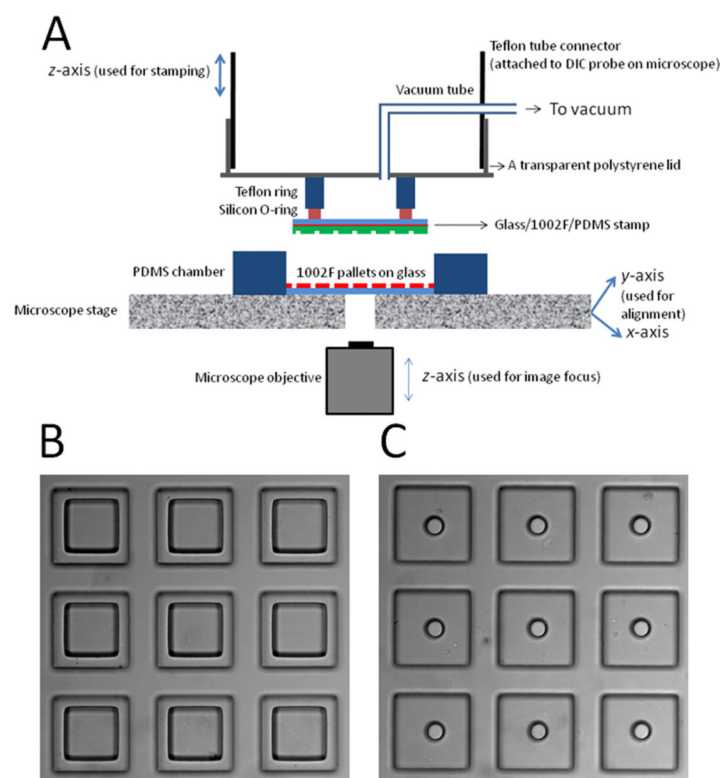 A
z-axis (used for stamping)
Teflon tube connector
(attached to DIC probe on microscope)
Vacuum tube
To vacuum
A transparent polystyrene lid
Teflon ring
Silicon O-ring
Glass/1002F/PDMS stamp
PDMS chamber
1002F pallets on glass
y-axis
(used for
alignment)
x-axis
Microscope stage
Microscope objective
z-axis (used for image focus)
B
C